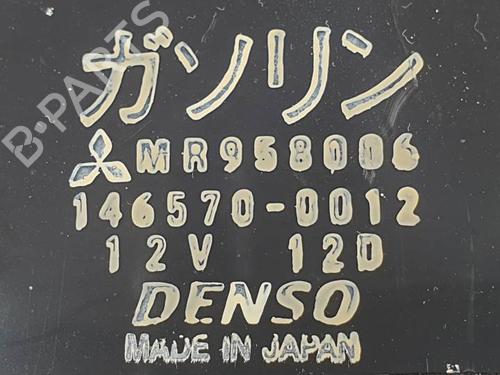 ガソリン
MR958006
146570-0012
12V 12D
DENSO
MADE IN JAPAN
B-PARTS